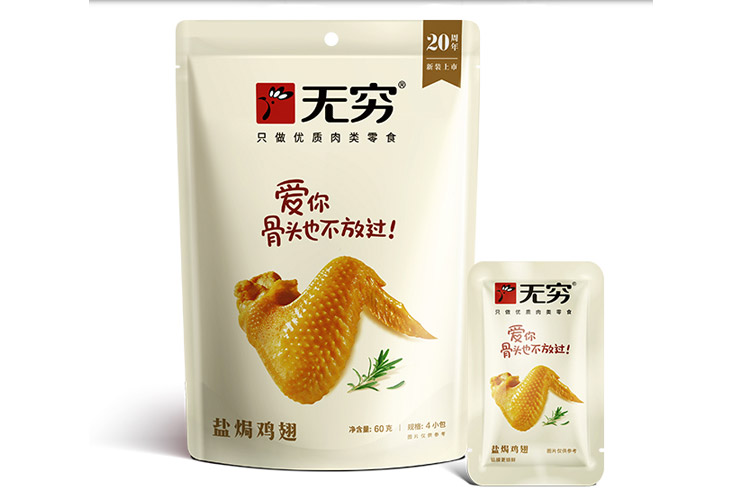 20周年
新装上市
无穷®
只做优质肉类零食
爱你
骨头也不放过!
盐焗鸡翅
净含量: 60克 | 规格: 4小包
图片仅供参考
无穷®
只做优质肉类零食
爱你
骨头也不放过!
盐焗鸡翅
图片仅供参考